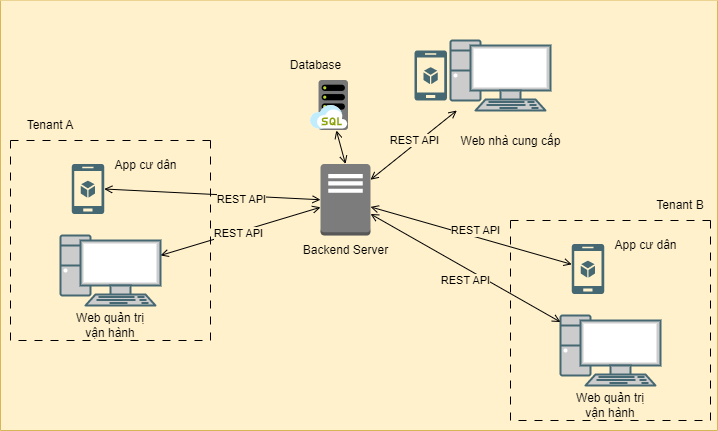 Database
SQL
REST API
Web nhà cung cấp
Tenant A
App cư dân
REST API
REST API
Web quản trị
vận hành
Backend Server
Tenant B
REST API
App cư dân
REST API
Web quản trị
vận hành